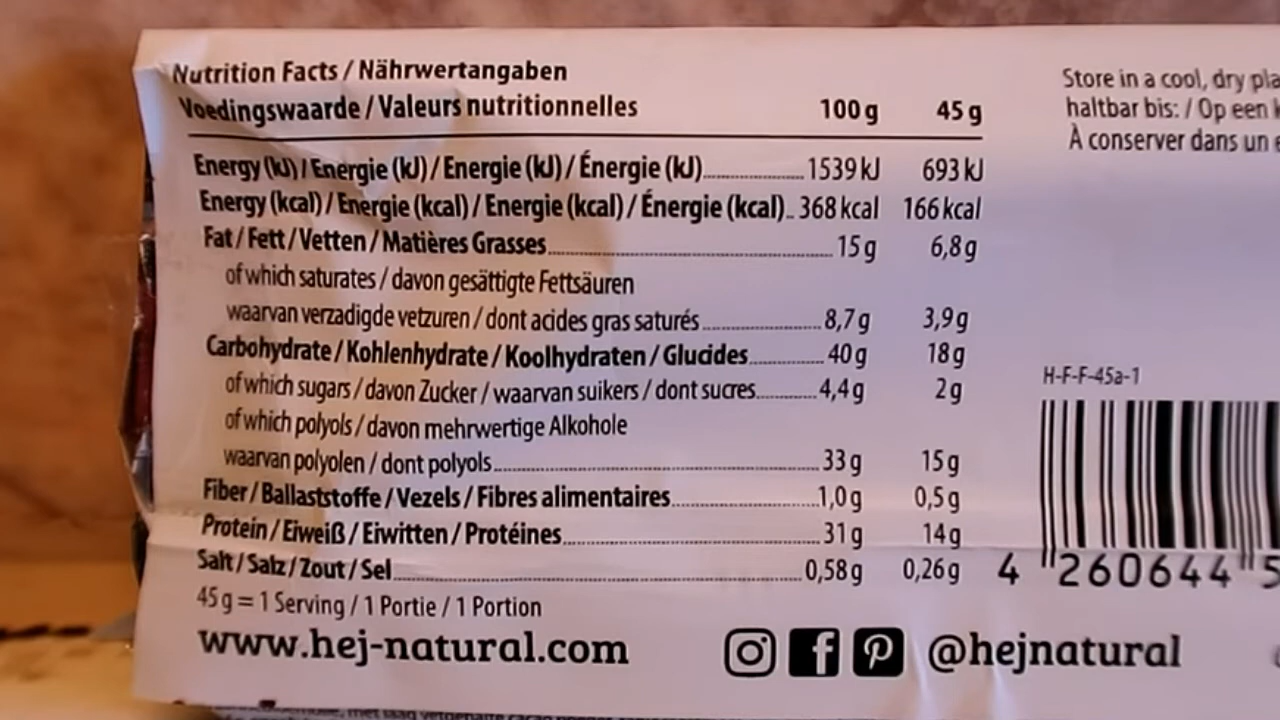 Nutrition Facts / Nährwertangaben
Voedingswaarde / Valeurs nutritionnelles 100 g 45 g
Energy (kJ) / Energie (kJ) / Energie (kJ) / Énergie (kJ) 1539 kJ 693 kJ
Energy (kcal) / Energie (kcal) / Energie (kcal) / Énergie (kcal) 368 kcal 166 kcal
Fat / Fett / Vetten / Matières Grasses 15 g 6,8 g
of which saturates / davon gesättigte Fettsäuren
waarvan verzadigde vetzuren / dont acides gras saturés 8,7 g 3,9 g
Carbohydrate / Kohlenhydrate / Koolhydraten / Glucides 40 g 18 g
of which sugars / davon Zucker / waarvan suikers / dont sucres 4,4 g 2 g
of which polyols / davon mehrwertige Alkohole
waarvan polyolen / dont polyols 33 g 15 g
Fiber / Ballaststoffe / Vezels / Fibres alimentaires 1,0 g 0,5 g
Protein / Eiweiß / Eiwitten / Protéines 31 g 14 g
Salt / Salz / Zout / Sel 0,58 g 0,26 g
45 g = 1 Serving / 1 Portie / 1 Portion
www.hej-natural.com @hejnatural
Store in a cool, dry
haltbar bis: / Op een
À conserver dans un
H-F-F-45a-1
4 260644 5